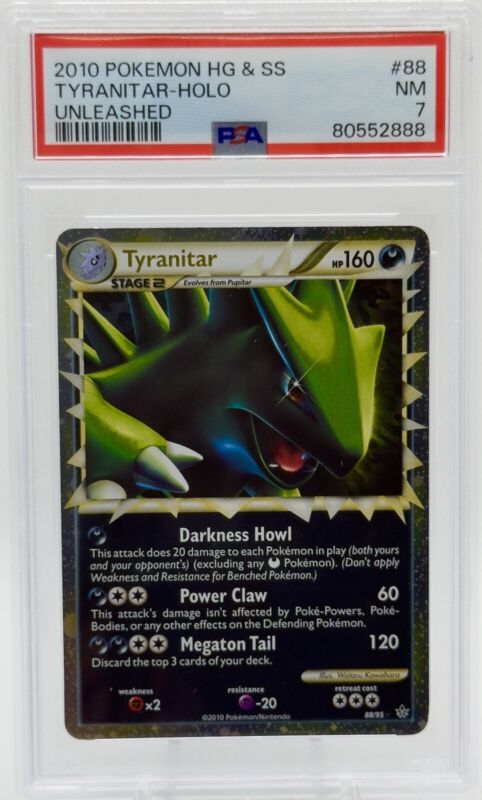 2010 POKEMON HG & SS #88
TYRANITAR-HOLO NM
UNLEASHED 7
PSA 80552888
Tyranitar HP160
STAGE 2 Evolves from Pupitar
Darkness Howl
This attack does 20 damage to each Pokémon in play (both yours
and your opponent's) (excluding any Pokémon). (Don't apply
Weakness and Resistance for Benched Pokémon.)
Power Claw 60
This attack's damage isn't affected by Poké-Powers, Poké-
Bodies, or any other effects on the Defending Pokémon.
Megaton Tail 120
Discard the top 3 cards of your deck.
Illus. Wataru Kawahara
weakness resistance retreat cost
×2 -20
©2010 Pokémon/Nintendo 88/95